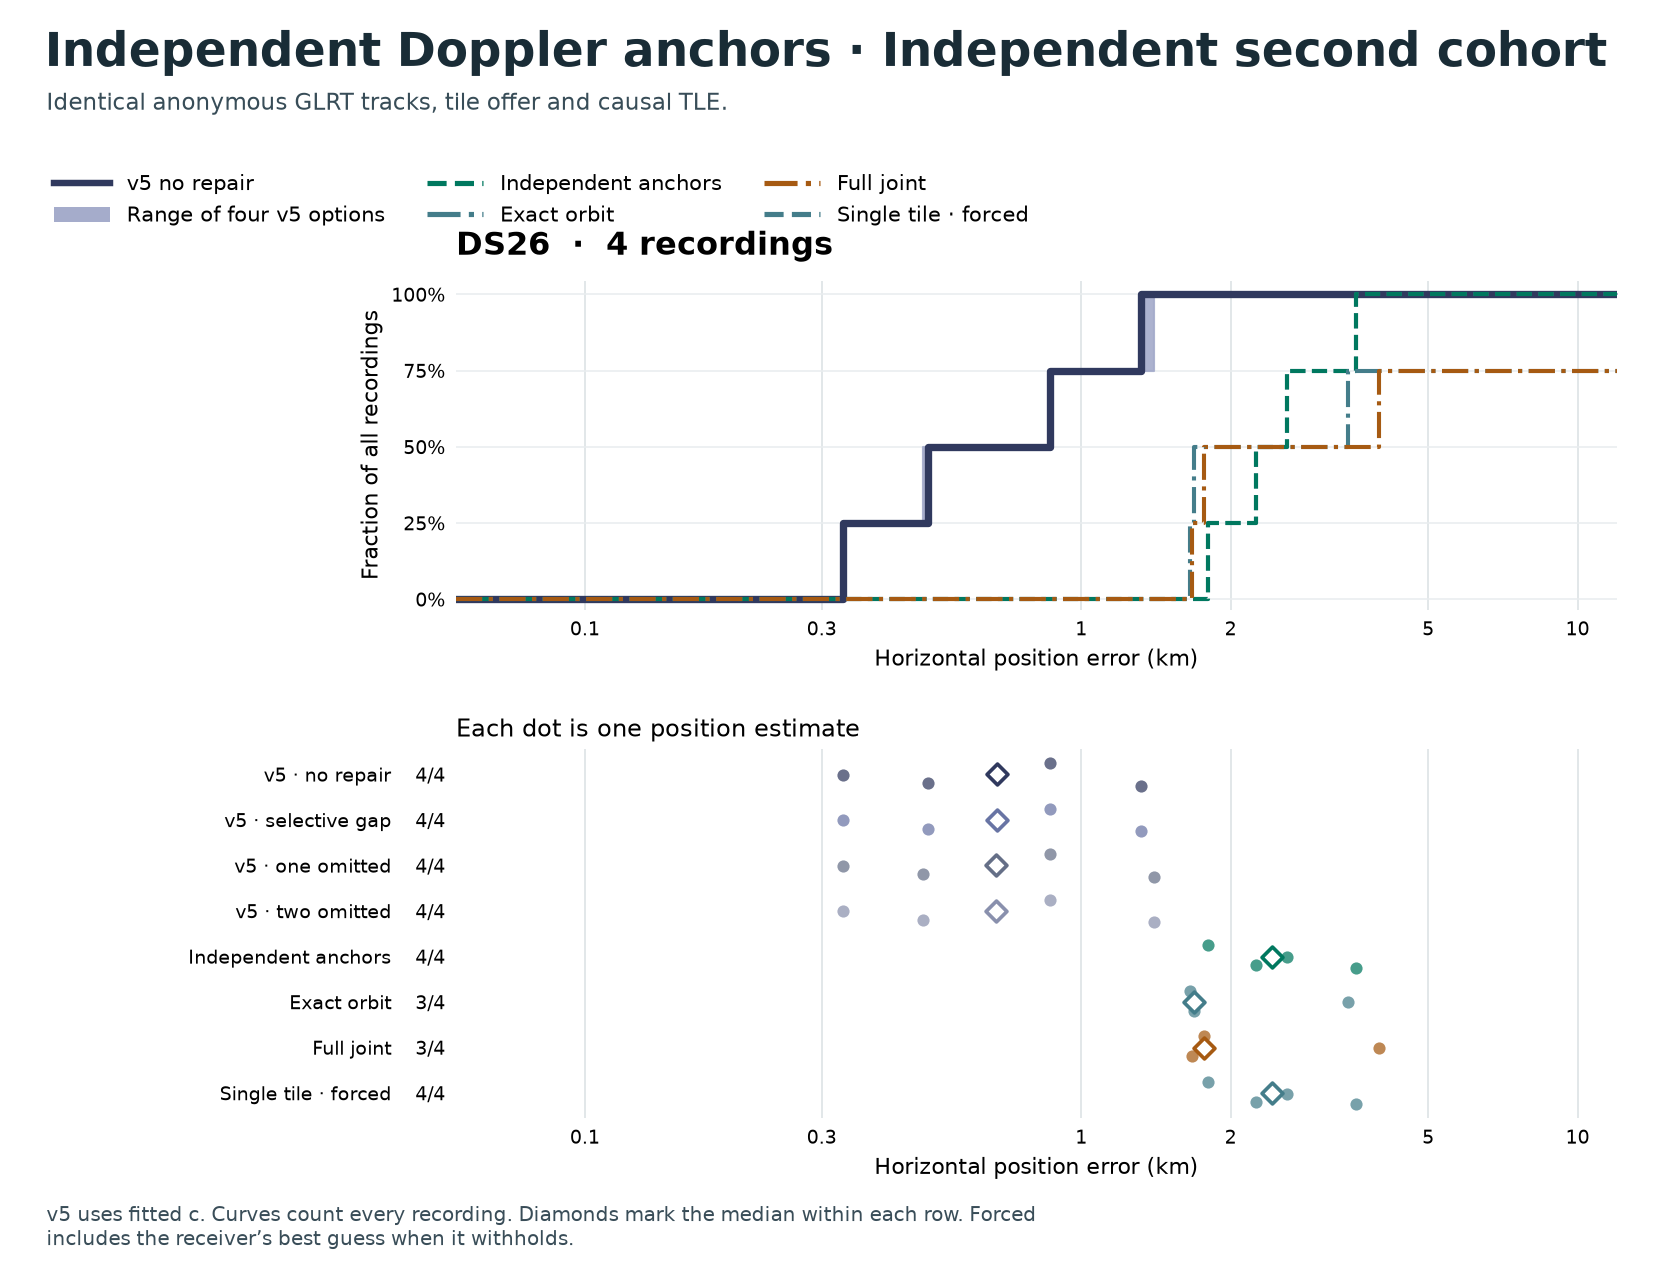 Independent Doppler anchors · Independent second cohort
Identical anonymous GLRT tracks, tile offer and causal TLE.
v5 no repair
Range of four v5 options
Independent anchors
Exact orbit
Full joint
Single tile · forced
DS26 · 4 recordings
Fraction of all recordings
100%
75%
50%
25%
0%
0.1 0.3 1 2 5 10
Horizontal position error (km)
Each dot is one position estimate
v5 · no repair 4/4
v5 · selective gap 4/4
v5 · one omitted 4/4
v5 · two omitted 4/4
Independent anchors 4/4
Exact orbit 3/4
Full joint 3/4
Single tile · forced 4/4
0.1 0.3 1 2 5 10
Horizontal position error (km)
v5 uses fitted c. Curves count every recording. Diamonds mark the median within each row. Forced
includes the receiver’s best guess when it withholds.